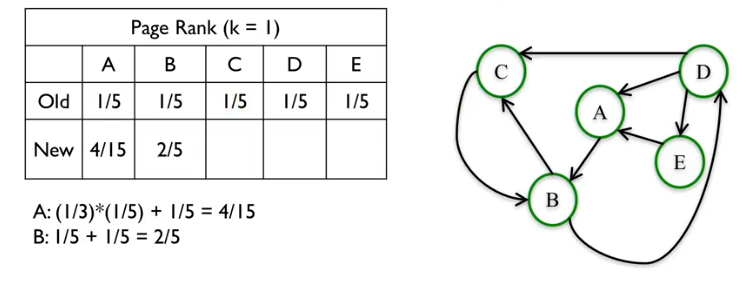 Page Rank (k = 1)
A B C D E
Old 1/5 1/5 1/5 1/5 1/5
New 4/15 2/5
A: (1/3)*(1/5) + 1/5 = 4/15
B: 1/5 + 1/5 = 2/5
C
D
A
E
B